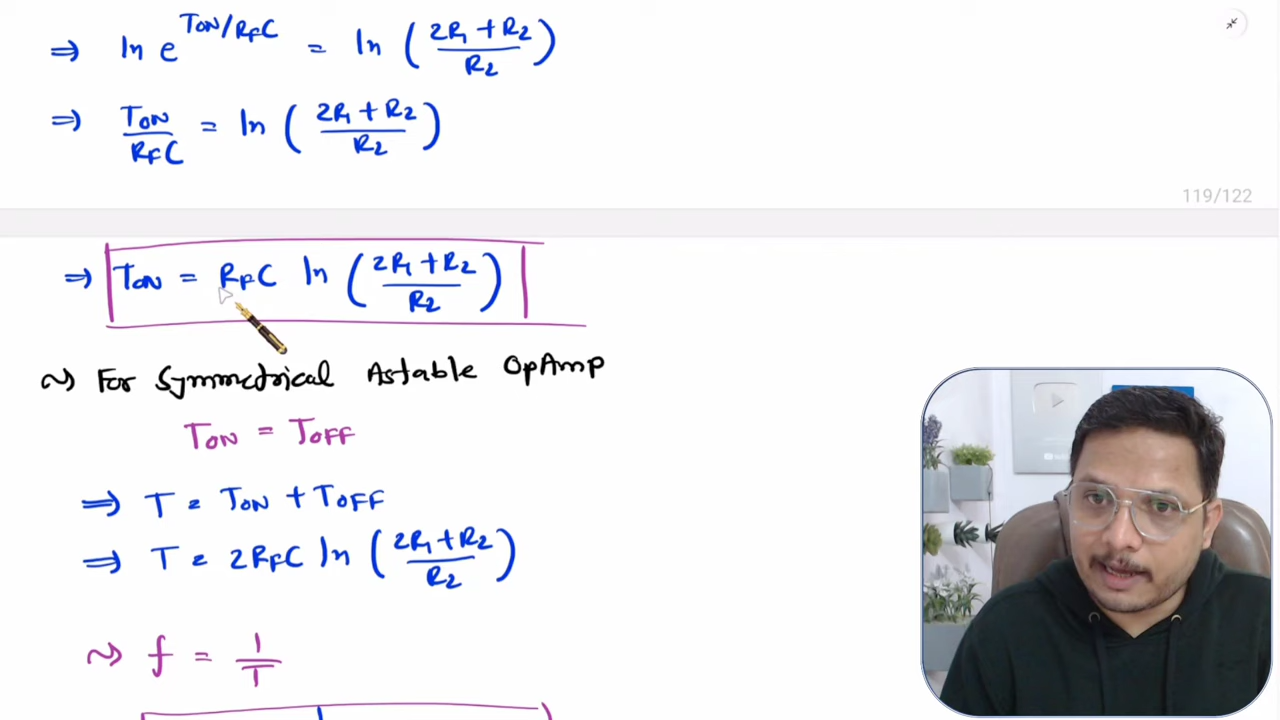 ⇒ ln e^(TON/RFC) = ln ((2R1 + R2)/R2)
⇒ TON/RFC = ln ((2R1 + R2)/R2)
119/122
⇒ TON = RFC ln ((2R1 + R2)/R2)
~) For Symmetrical Astable OpAmp
TON = TOFF
⇒ T = TON + TOFF
⇒ T = 2RFC ln ((2R1 + R2)/R2)
~) f = 1/T